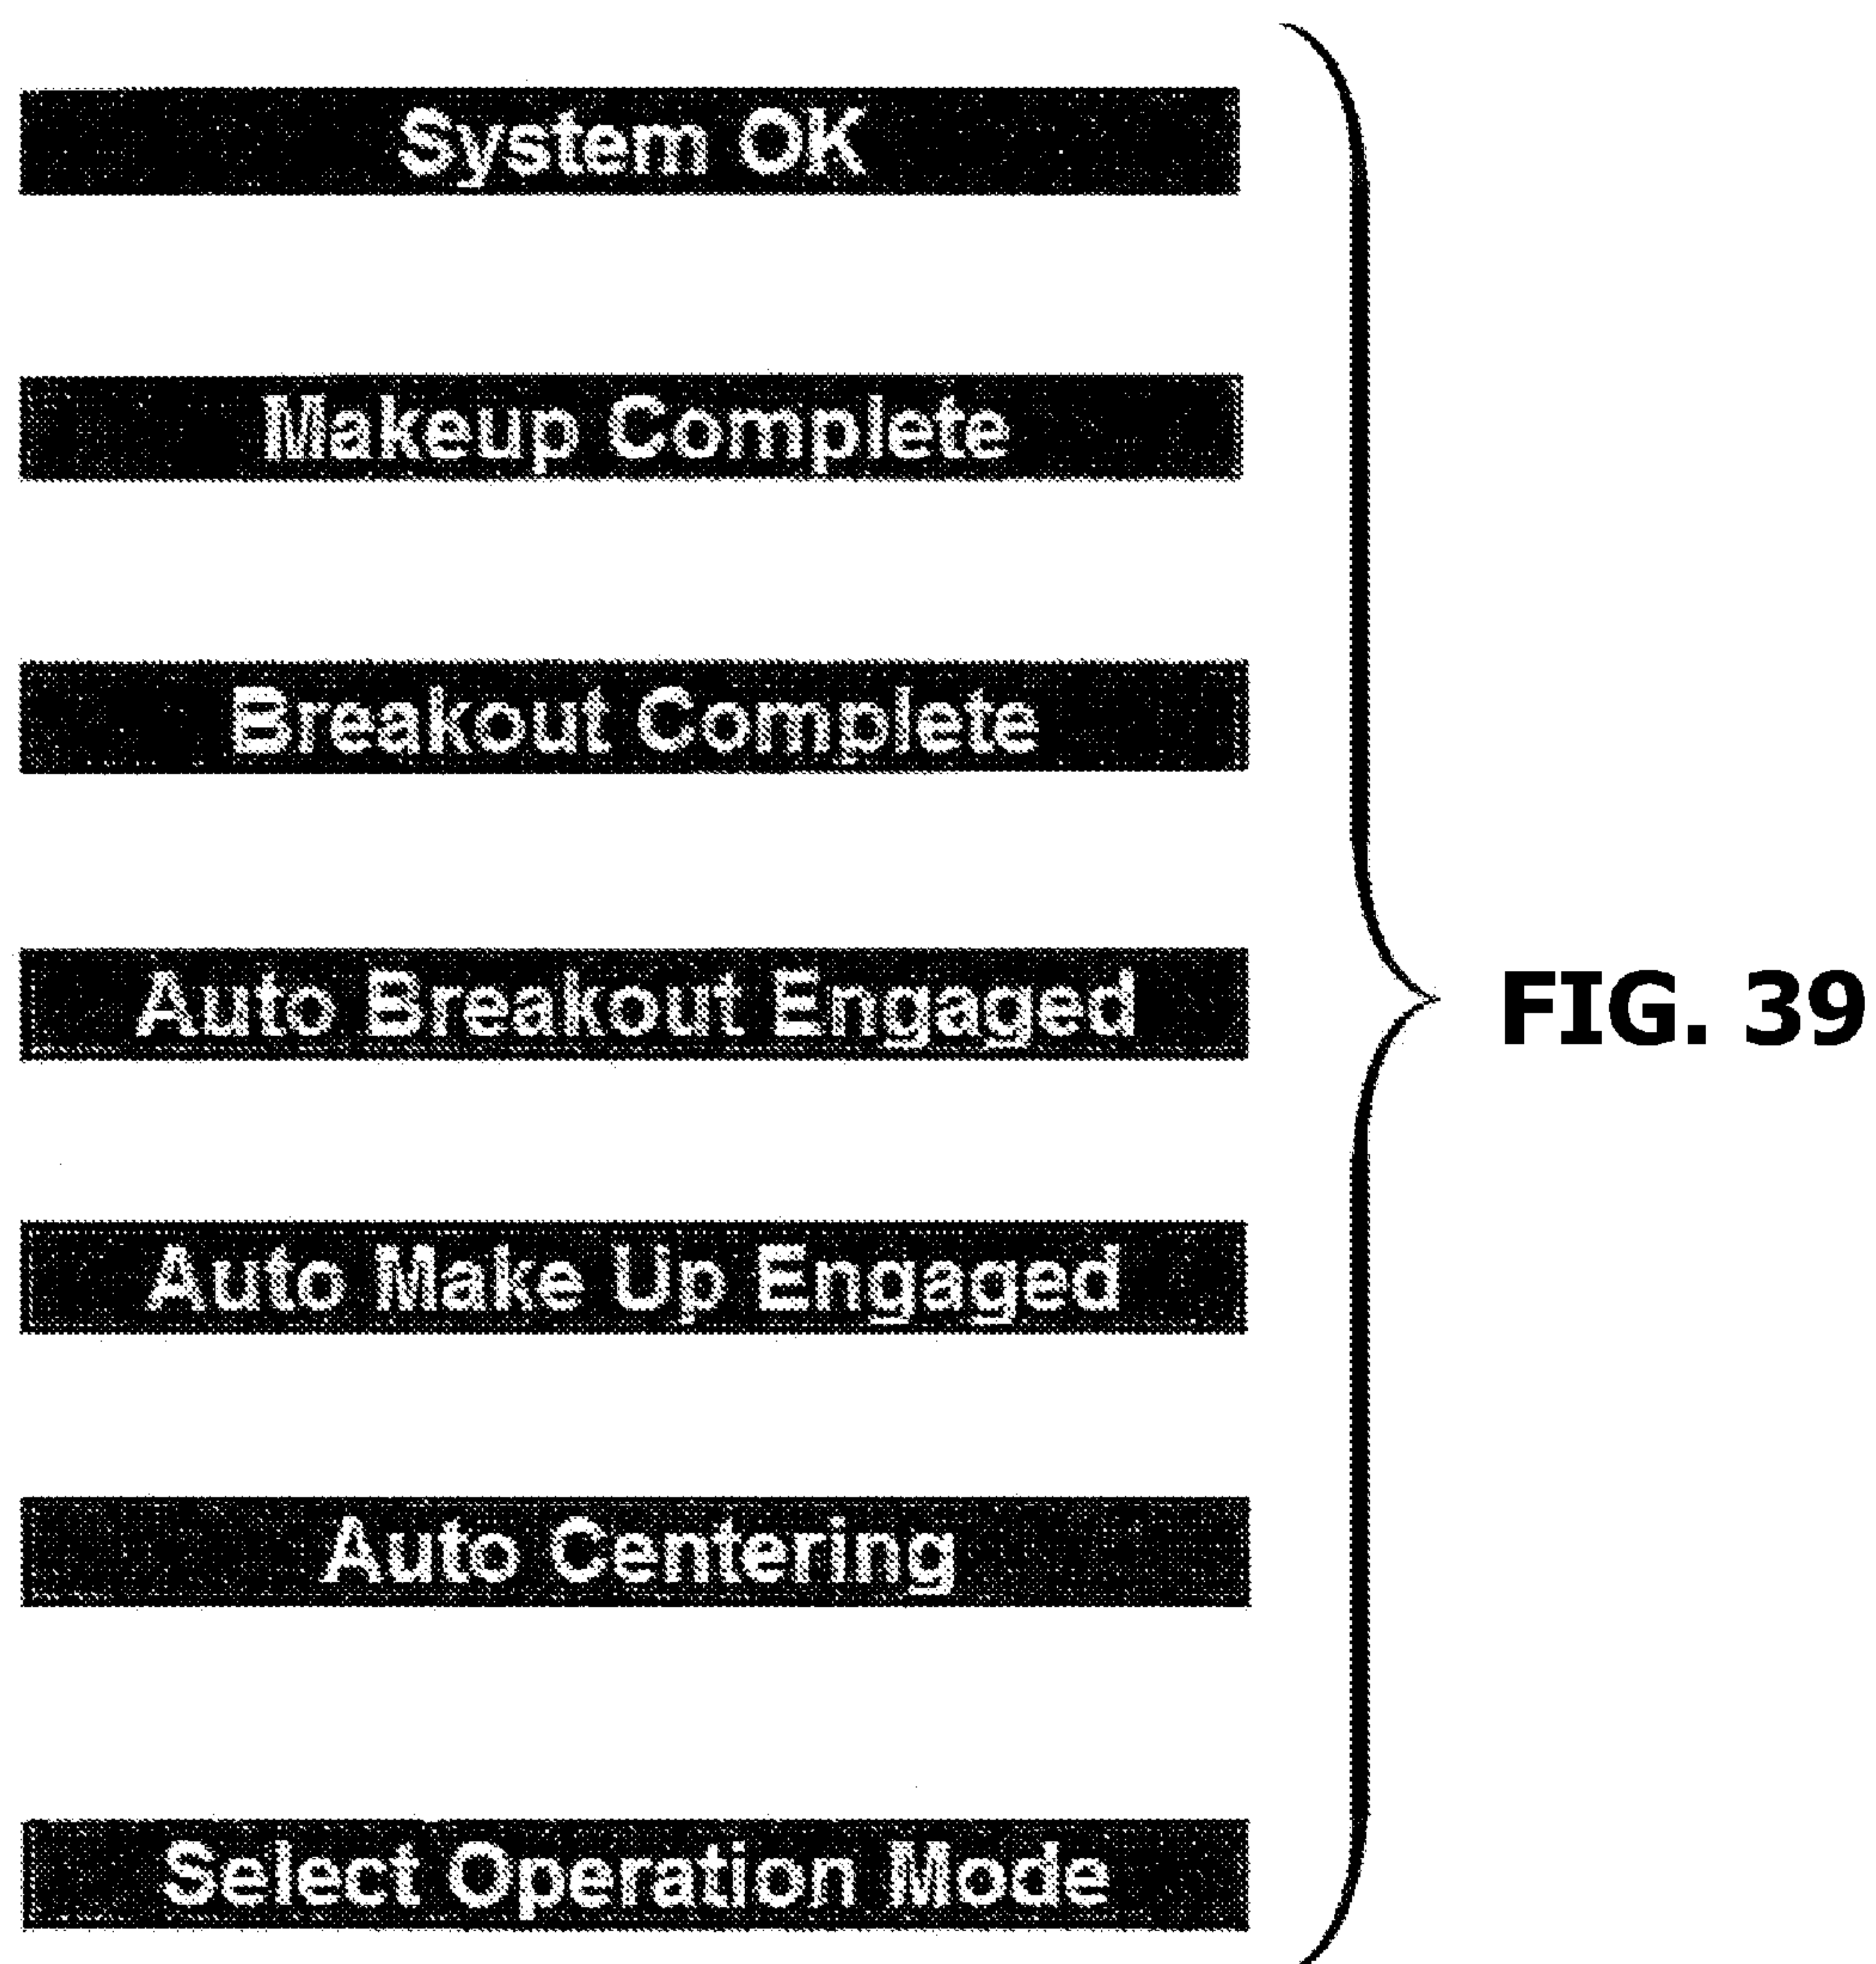 System OK
Makeup Complete
Breakout Complete
Auto Breakout Engaged
Auto Make Up Engaged
Auto Centering
Select Operation Mode
FIG. 39